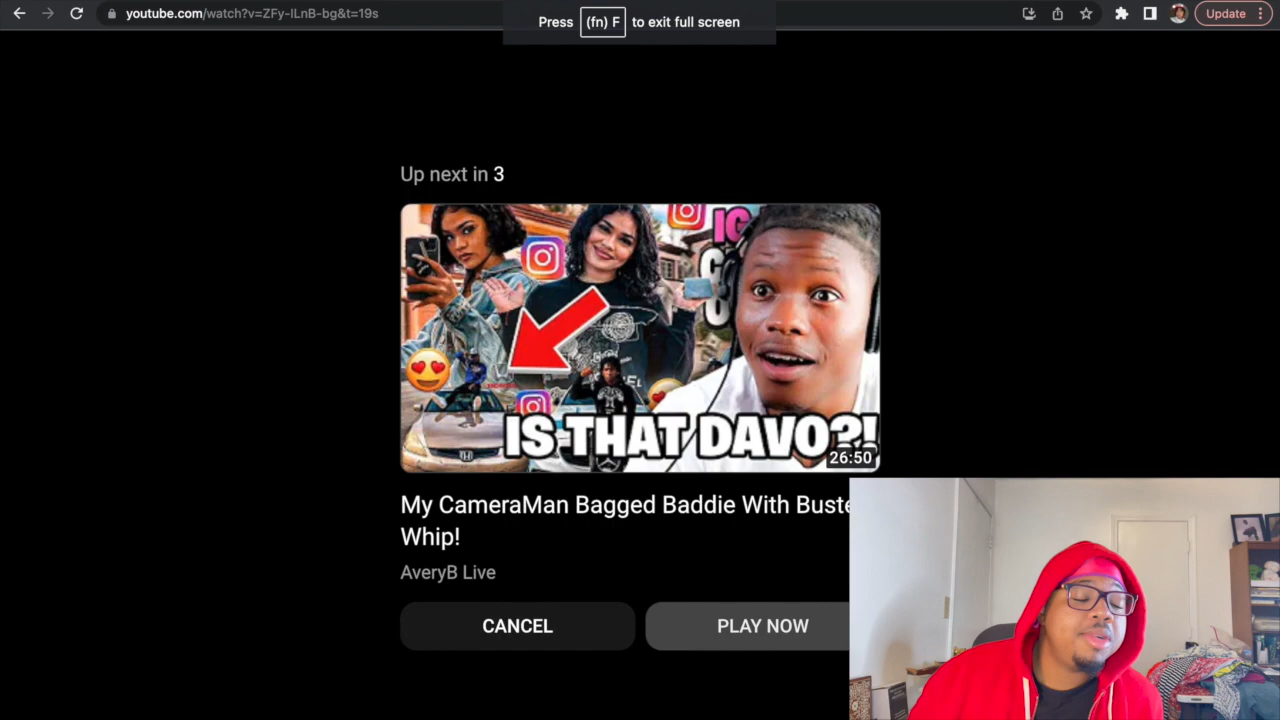 youtube.com/watch?v=ZFy-ILnB-bg&t=19s
Press (fn) F to exit full screen
Update
Up next in 3
IG
IS THAT DAVO?!
26:50
My CameraMan Bagged Baddie With Buste
Whip!
AveryB Live
CANCEL
PLAY NOW